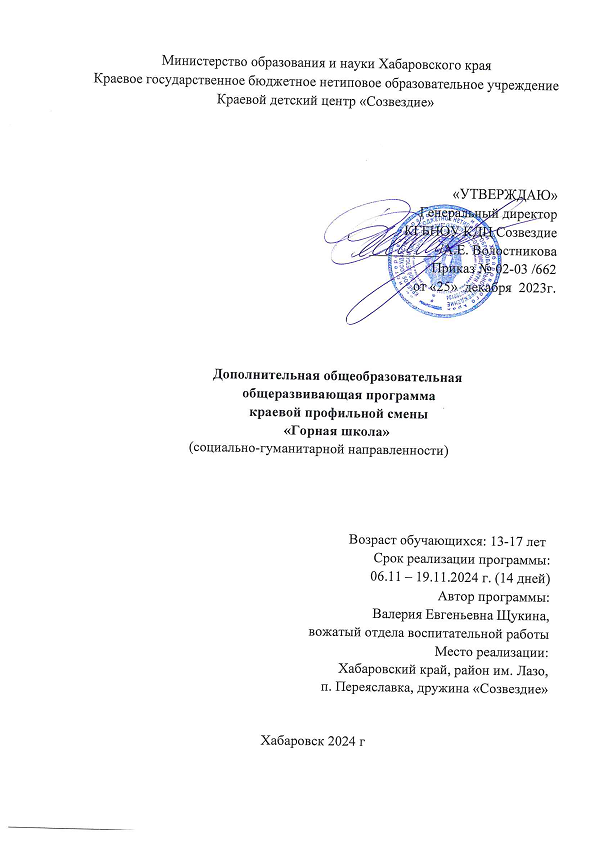 Министерство образования и науки Хабаровского края
Краевое государственное бюджетное нетиповое образовательное учреждение
Краевой детский центр «Созвездие»
«УТВЕРЖДАЮ»
Генеральный директор
КГБНОУ КДЦ Созвездие
А.Е. Волостникова
Приказ № 02-03 /662
от «25» декабря 2023г.
Дополнительная общеобразовательная
общеразвивающая программа
краевой профильной смены
«Горная школа»
(социально-гуманитарной направленности)
Возраст обучающихся: 13-17 лет
Срок реализации программы:
06.11 – 19.11.2024 г. (14 дней)
Автор программы:
Валерия Евгеньевна Щукина,
вожатый отдела воспитательной работы
Место реализации:
Хабаровский край, район им. Лазо,
п. Переяславка, дружина «Созвездие»
Хабаровск 2024 г